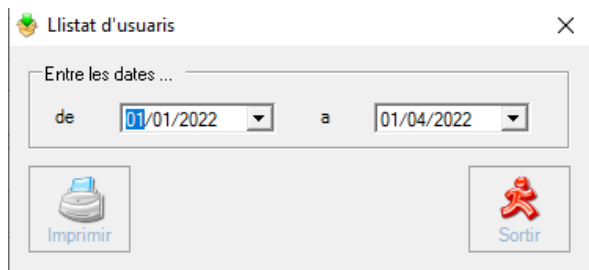 Llistat d'usuaris
Entre les dates ...
de 01/01/2022 a 01/04/2022
Imprimir Sortir